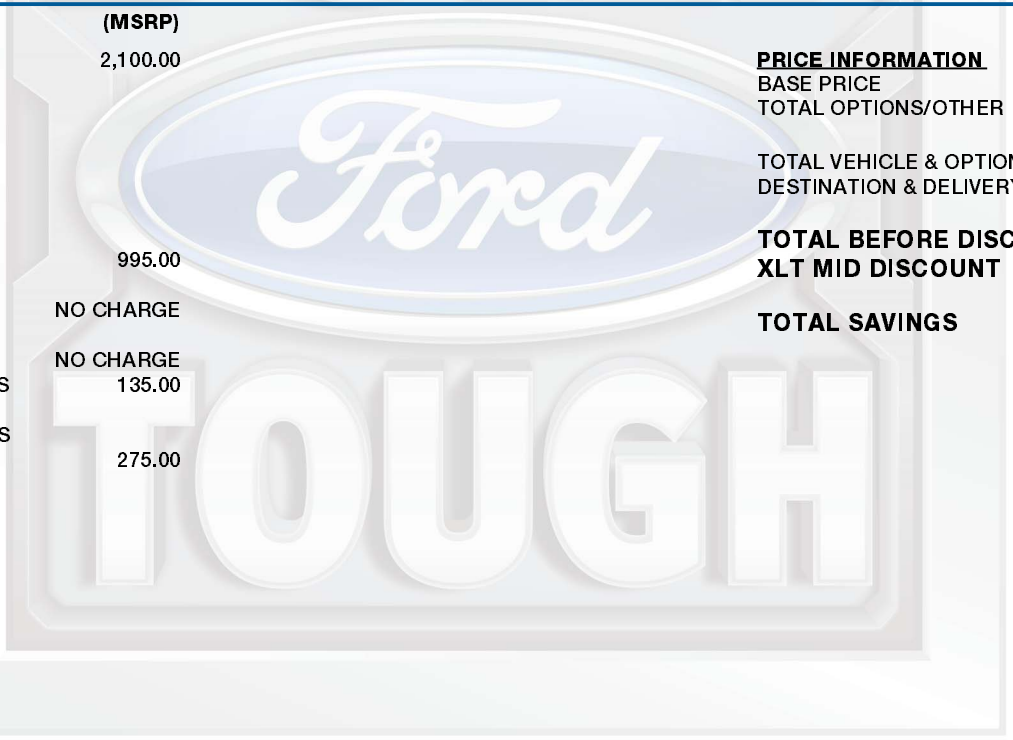 (MSRP)
2,100.00
995.00
NO CHARGE
NO CHARGE
S 135.00
S
275.00
PRICE INFORMATION
BASE PRICE
TOTAL OPTIONS/OTHER
TOTAL VEHICLE & OPTION
DESTINATION & DELIVERY
TOTAL BEFORE DISC
XLT MID DISCOUNT
TOTAL SAVINGS
Ford
TOUGH